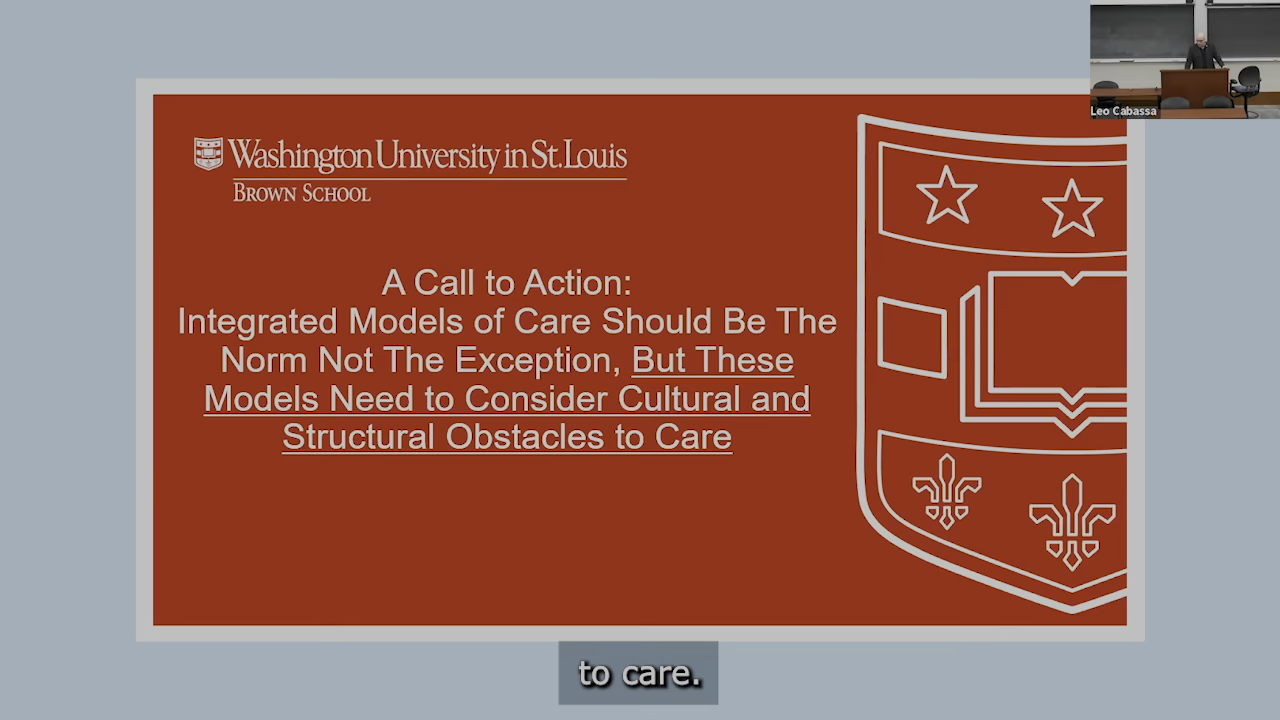 Leo Cabassa
Washington University in St. Louis
Brown School
A Call to Action:
Integrated Models of Care Should Be The
Norm Not The Exception, But These
Models Need to Consider Cultural and
Structural Obstacles to Care
to care.